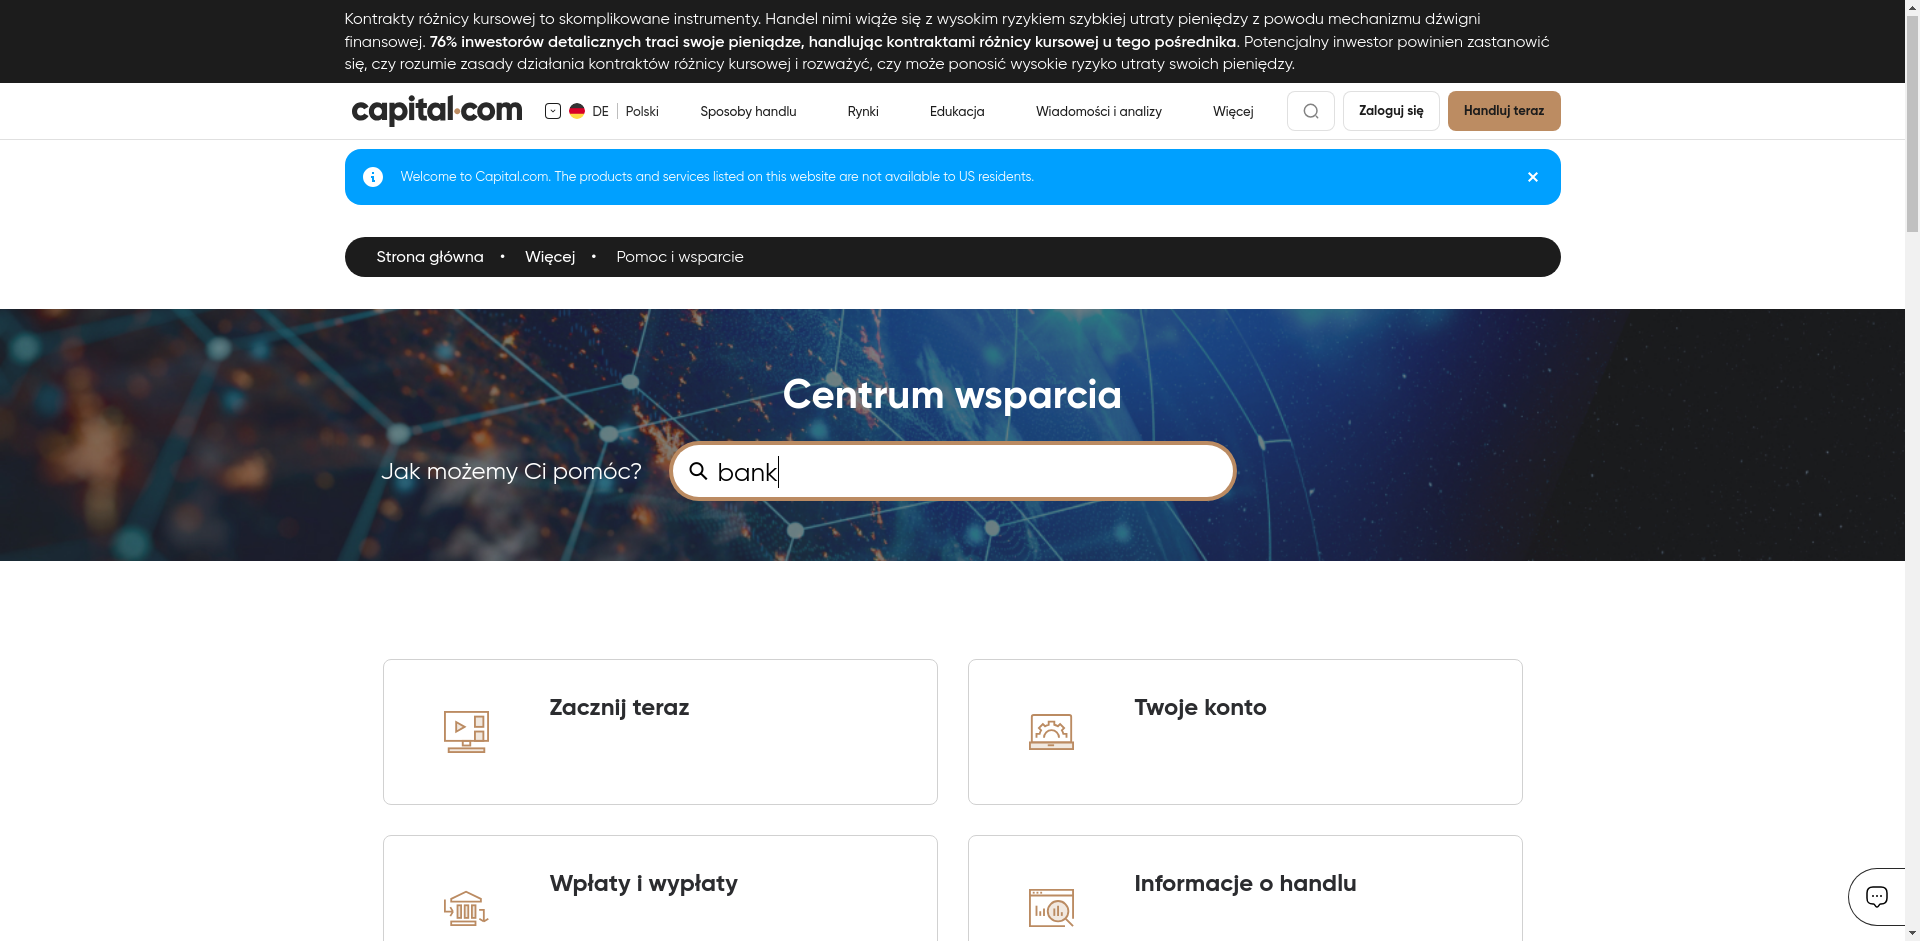 Kontrakty różnicy kursowej to skomplikowane instrumenty. Handel nimi wiąże się z wysokim ryzykiem szybkiej utraty pieniędzy z powodu mechanizmu dźwigni
finansowej. 76% inwestorów detalicznych traci swoje pieniądze, handlując kontraktami różnicy kursowej u tego pośrednika. Potencjalny inwestor powinien zastanowić
się, czy rozumie zasady działania kontraktów różnicy kursowej i rozważyć, czy może ponosić wysokie ryzyko utraty swoich pieniędzy.
capital.com DE Polski Sposoby handlu Rynki Edukacja Wiadomości i analizy Więcej Zaloguj się Handluj teraz
Welcome to Capital.com. The products and services listed on this website are not available to US residents.
Strona główna • Więcej • Pomoc i wsparcie
Centrum wsparcia
Jak możemy Ci pomóc? bank
Zacznij teraz Twoje konto
Wpłaty i wypłaty Informacje o handlu